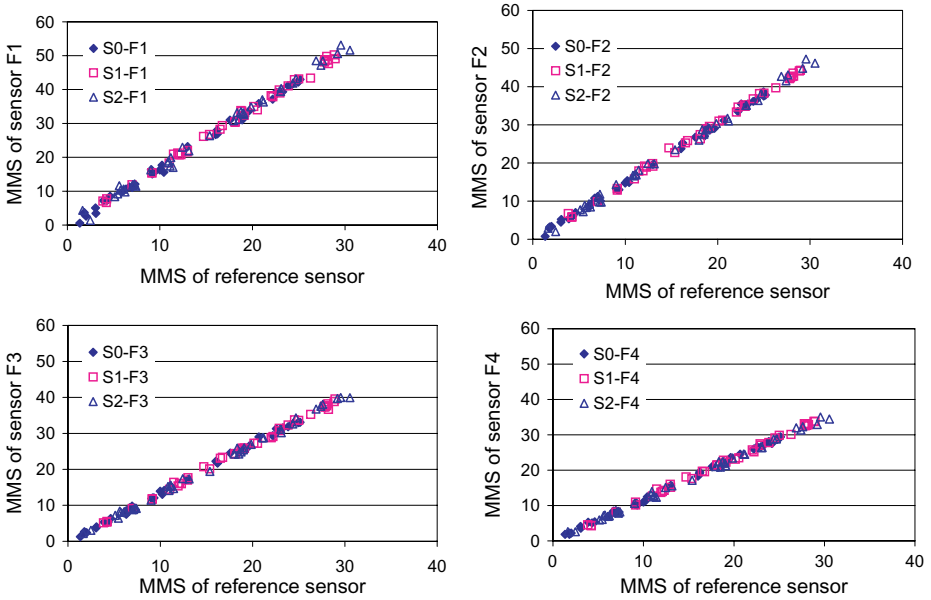 60
50
40
30
20
10
0
S0-F1
S1-F1
S2-F1
MMS of sensor F1
0 10 20 30 40
MMS of reference sensor
60
50
40
30
20
10
0
S0-F2
S1-F2
S2-F2
MMS of sensor F2
0 10 20 30 40
MMS of reference sensor
60
50
40
30
20
10
0
S0-F3
S1-F3
S2-F3
MMS of sensor F3
0 10 20 30 40
MMS of reference sensor
60
50
40
30
20
10
0
S0-F4
S1-F4
S2-F4
MMS of sensor F4
0 10 20 30 40
MMS of reference sensor